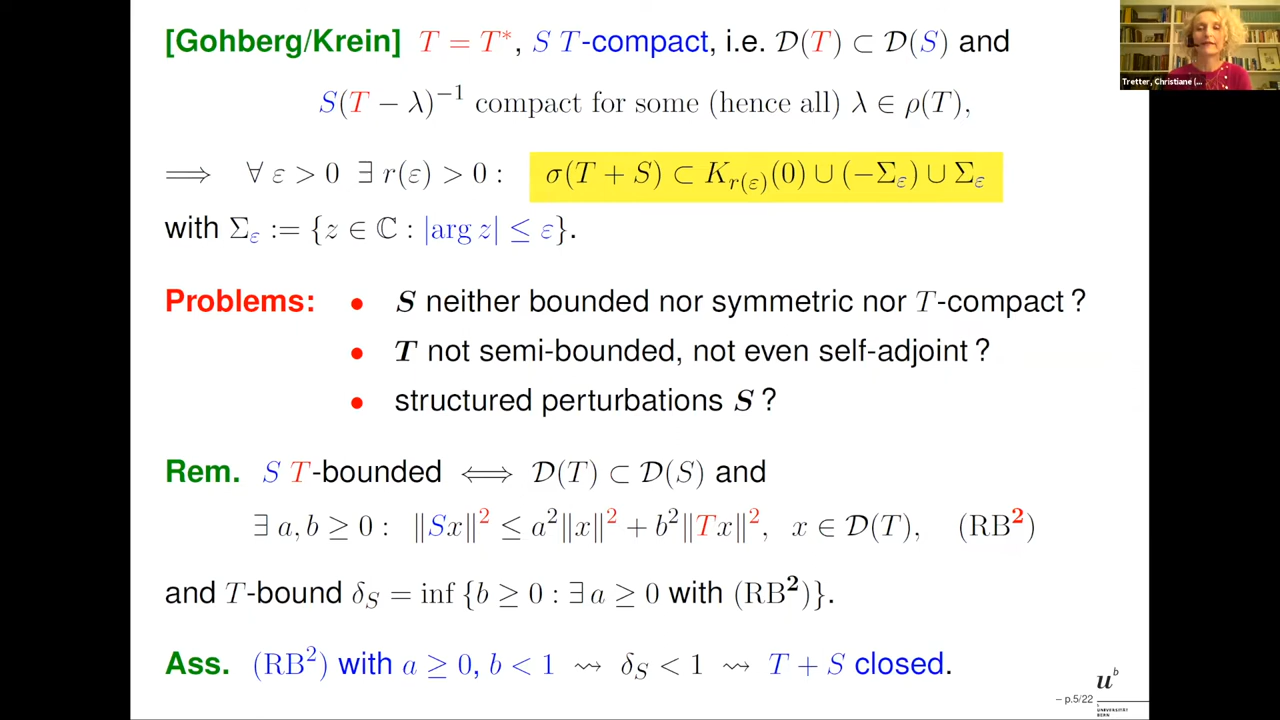 [Gohberg/Krein] T = T*, S T-compact, i.e. 𝒟(T) ⊂ 𝒟(S) and
S(T − λ)⁻¹ compact for some (hence all) λ ∈ ρ(T),
⟹ ∀ ε > 0 ∃ r(ε) > 0 : σ(T + S) ⊂ K_{r(ε)}(0) ∪ (−Σ_ε) ∪ Σ_ε
with Σ_ε := {z ∈ ℂ : |arg z| ≤ ε}.
Problems: • S neither bounded nor symmetric nor T-compact ?
• T not semi-bounded, not even self-adjoint ?
• structured perturbations S ?
Rem. S T-bounded ⟺ 𝒟(T) ⊂ 𝒟(S) and
∃ a, b ≥ 0 : ‖Sx‖² ≤ a²‖x‖² + b²‖Tx‖², x ∈ 𝒟(T), (RB²)
and T-bound δ_S = inf {b ≥ 0 : ∃ a ≥ 0 with (RB²)}.
Ass. (RB²) with a ≥ 0, b < 1 ⇝ δ_S < 1 ⇝ T + S closed.
Tretter, Christiane (...
u^b
– p.5/22
UNIVERSITÄT
BERN